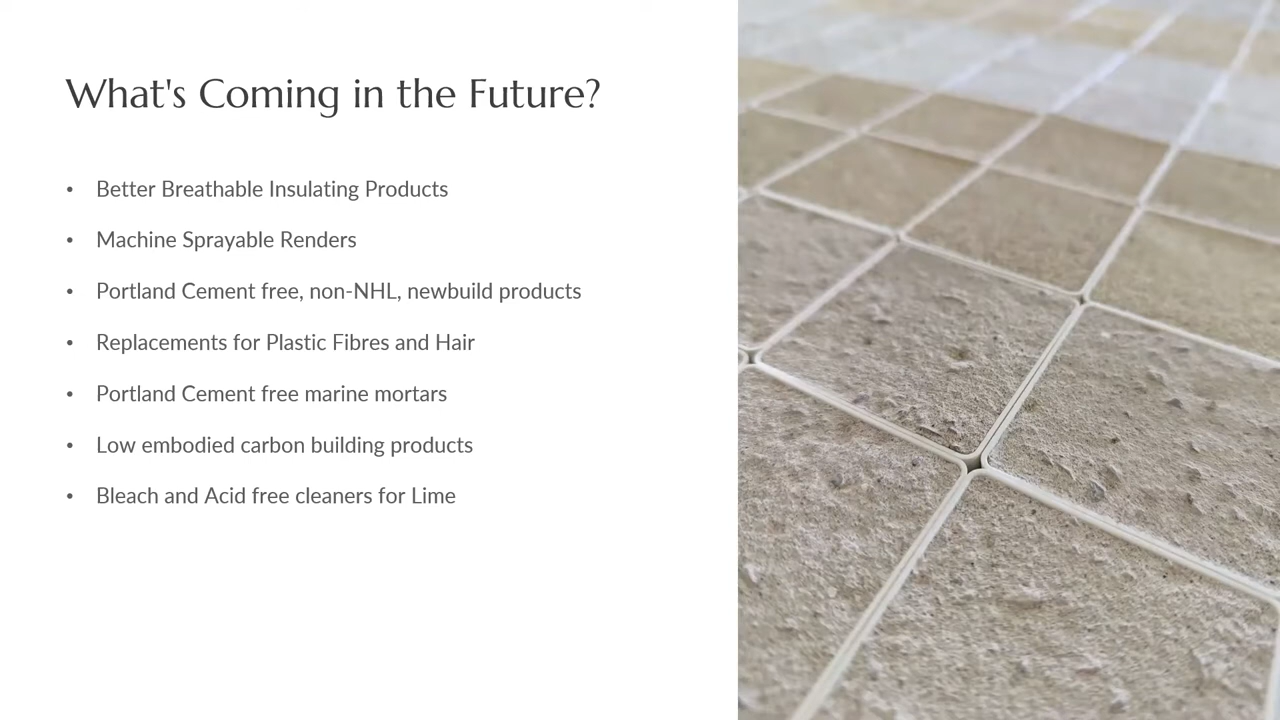 What's Coming in the Future?
• Better Breathable Insulating Products
• Machine Sprayable Renders
• Portland Cement free, non-NHL, newbuild products
• Replacements for Plastic Fibres and Hair
• Portland Cement free marine mortars
• Low embodied carbon building products
• Bleach and Acid free cleaners for Lime